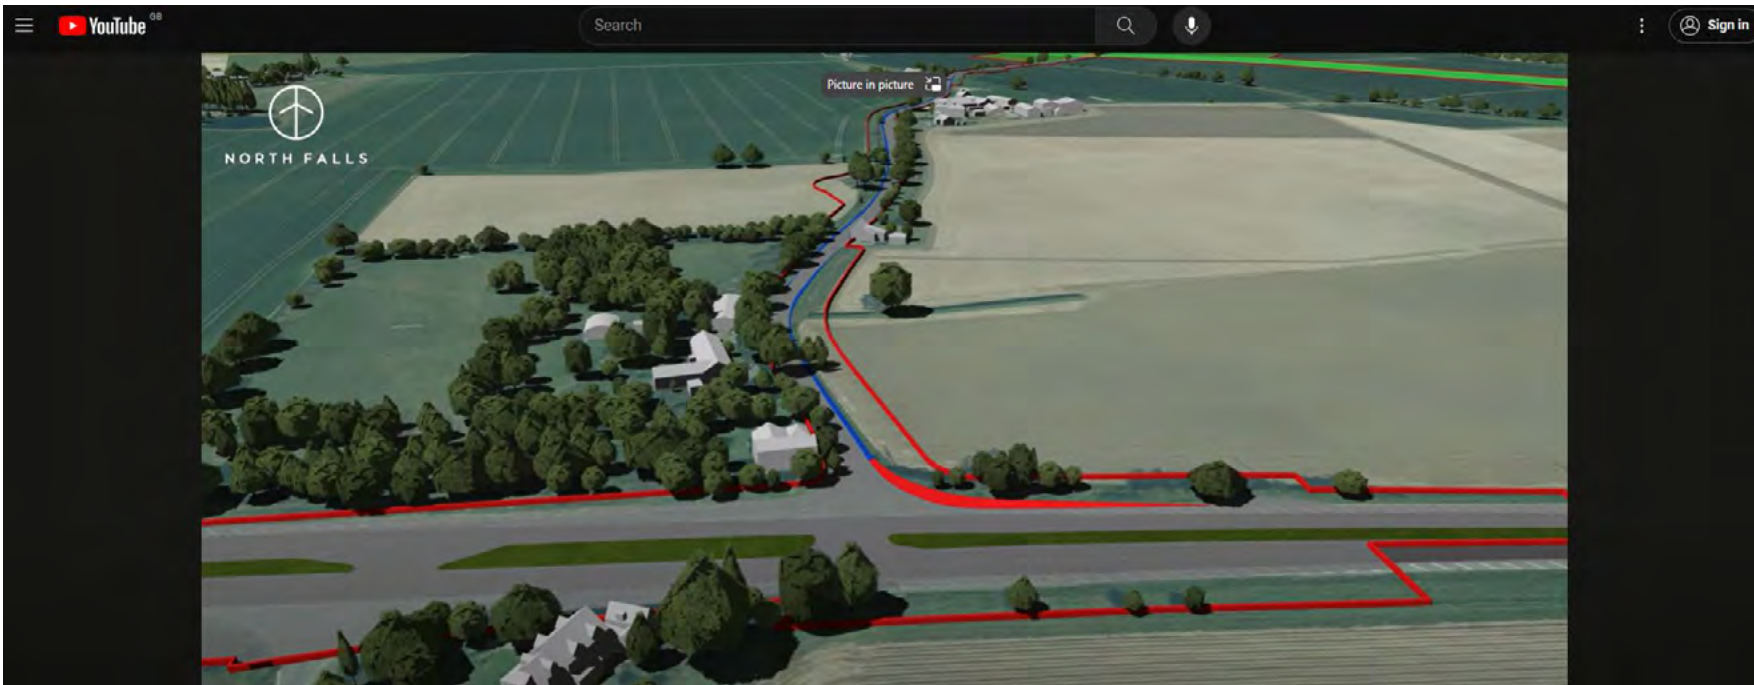 YouTube GB
Search
Sign in
Picture in picture
NORTH FALLS